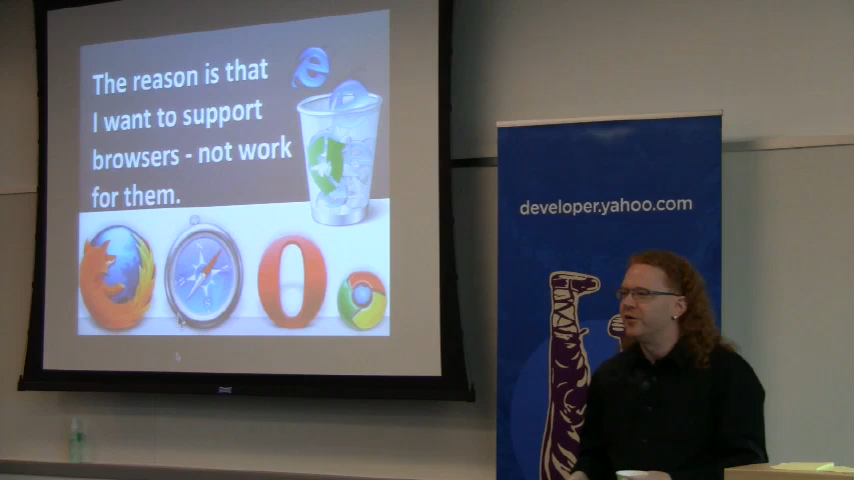 The reason is that
I want to support
browsers - not work
for them.
developer.yahoo.com